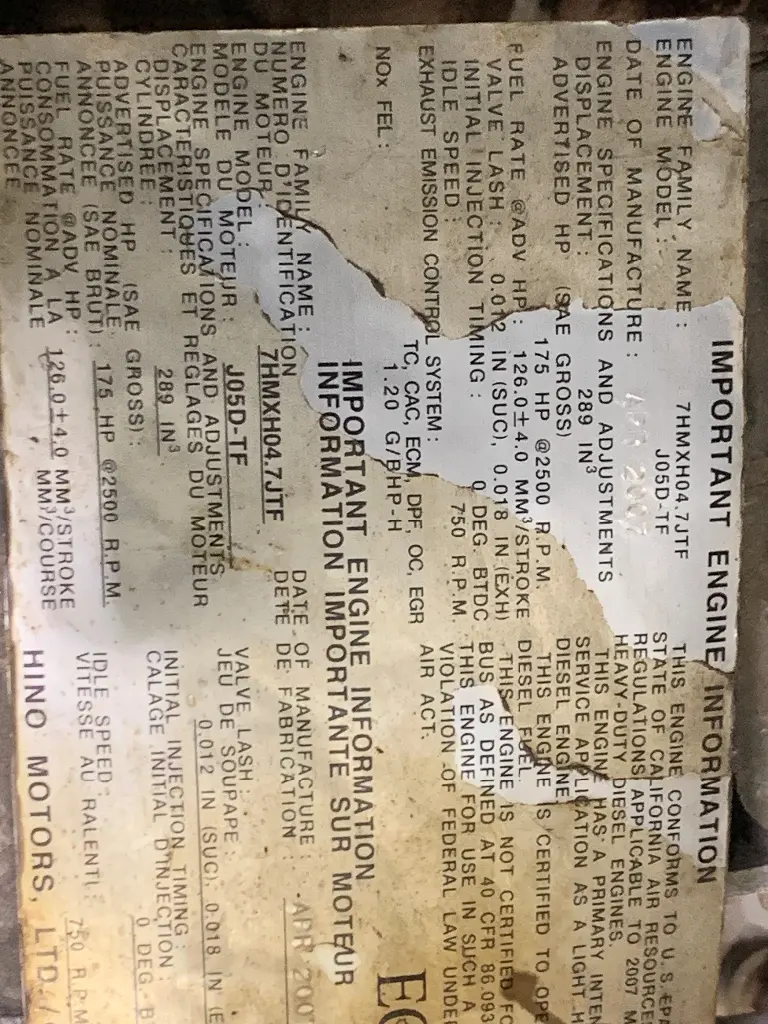 IMPORTANT ENGINE INFORMATION
ENGINE FAMILY NAME : 7HMXH04.7JTF
ENGINE MODEL : J05D-TF
DATE OF MANUFACTURE : APR 2007
ENGINE SPECIFICATIONS AND ADJUSTMENTS
DISPLACEMENT : 289 IN³
ADVERTISED HP (SAE GROSS)
175 HP @2500 R.P.M.
FUEL RATE @ADV HP : 126.0±4.0 MM³/STROKE
VALVE LASH : 0.012 IN (SUC), 0.018 IN (EXH)
INITIAL INJECTION TIMING : 0 DEG. BTDC
IDLE SPEED : 750 R.P.M.
EXHAUST EMISSION CONTROL SYSTEM :
TC, CAC, ECM, DPF, OC, EGR
NOx FEL : 1.20 G/BHP-H
THIS ENGINE CONFORMS TO U.S. EPA
STATE OF CALIFORNIA AIR RESOURCE
REGULATIONS APPLICABLE TO 2007 M
HEAVY-DUTY DIESEL ENGINES.
THIS ENGIN HAS A PRIMARY INTEN
SERVICE APPLICATION AS A LIGHT H
DIESEL ENGINE
THIS ENGINE IS CERTIFIED TO OPE
DIESEL FUEL.
THIS ENGINE IS NOT CERTIFIED FO
BUS AS DEFINED AT 40 CFR 86.093
THIS ENGINE FOR USE IN SUCH A
VIOLATION OF FEDERAL LAW UNDE
AIR ACT.
IMPORTANT ENGINE INFORMATION
INFORMATION IMPORTANTE SUR MOTEUR
ENGINE FAMILY NAME :
NUMERO D'IDENTIFICATION
DU MOTEUR : 7HMXH04.7JTF
ENGINE MODEL :
MODELE DU MOTEUR : J05D-TF
ENGINE SPECIFICATIONS AND ADJUSTMENTS
CARACTERISTIQUES ET REGLAGES DU MOTEUR
DISPLACEMENT :
CYLINDREE : 289 IN³
ADVERTISED HP (SAE GROSS) :
PUISSANCE NOMINALE
ANNONCEE (SAE BRUT) : 175 HP @2500 R.P.M.
FUEL RATE @ADV HP :
CONSOMMATION A LA 126.0±4.0 MM³/STROKE
PUISSANCE NOMINALE MM³/COURSE
ANNONCEE
DATE OF MANUFACTURE :
DETE DE FABRICATION : APR 200
VALVE LASH :
JEU DE SOUPAPE :
0.012 IN (SUC), 0.018 IN (E
INITIAL INJECTION TIMING :
CALAGE INITIAL D'INJECTION : 0 DEG. B
IDLE SPEED :
VITESSE AU RALENTI : 750 R.P.M
HINO MOTORS, LTD.